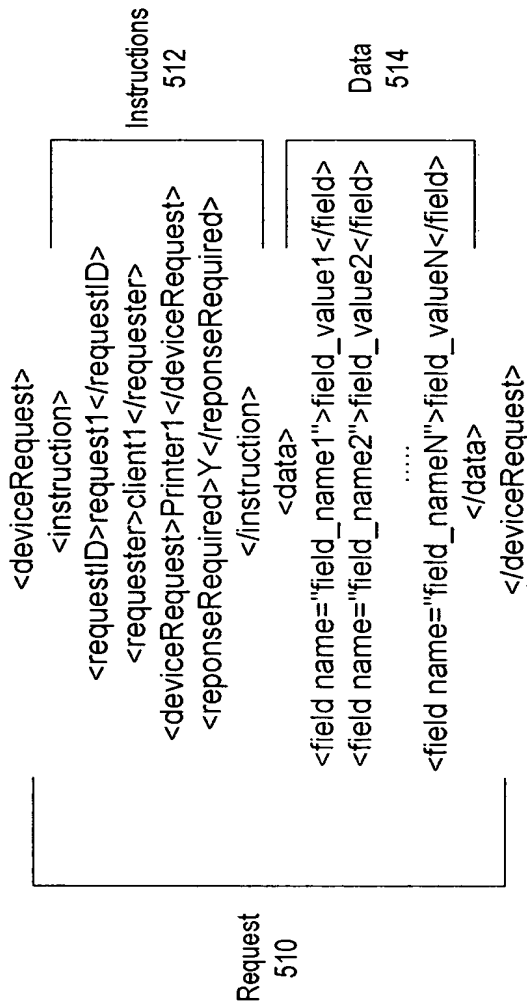 Request
510
<deviceRequest>
<instruction>
<requestID>request1</requestID>
<requester>client1</requester>
<deviceRequest>Printer1</deviceRequest>
<reponseRequired>Y</reponseRequired>
</instruction>
<data>
<field name="field_name1">field_value1</field>
<field name="field_name2">field_value2</field>
.....
<field name="field_nameN">field_valueN</field>
</data>
</deviceRequest>
Instructions
512
Data
514